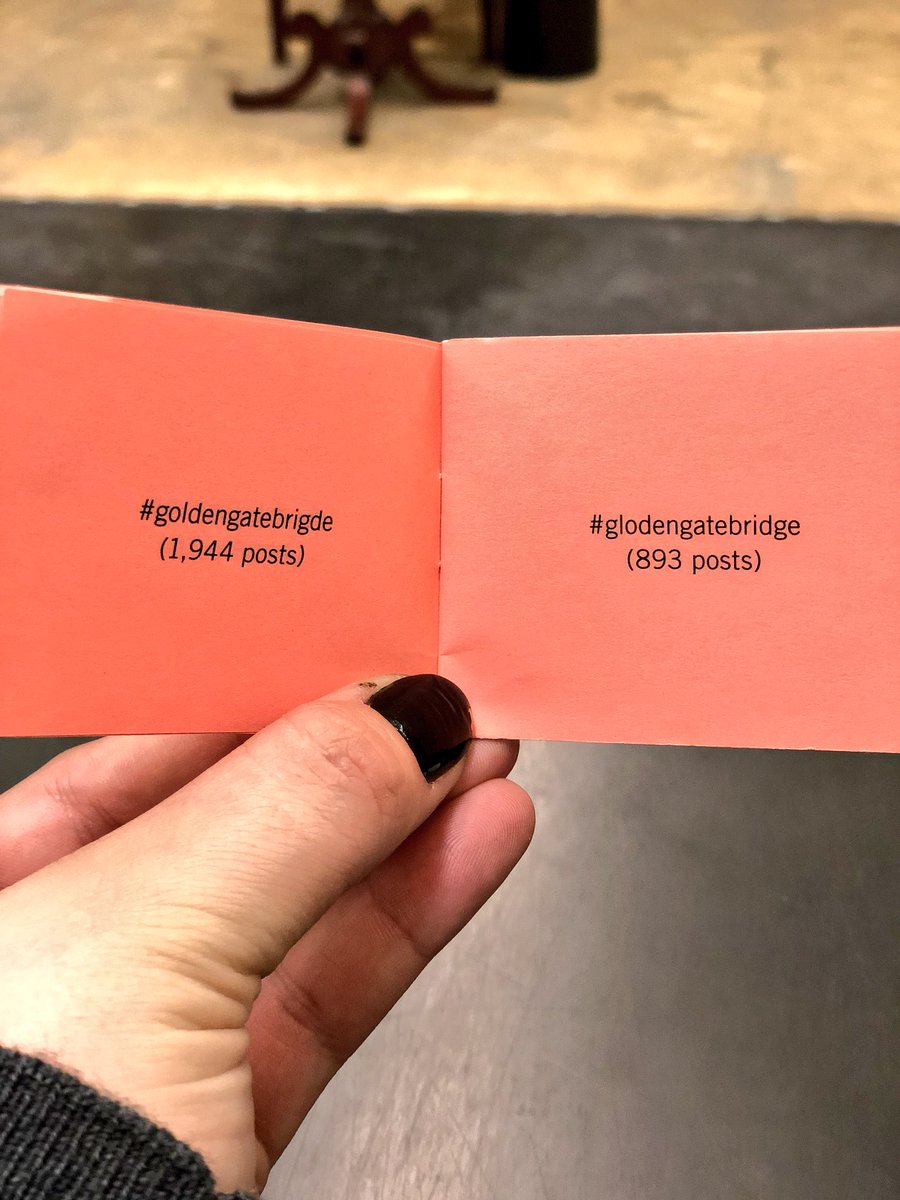 #goldengatebrigde
(1,944 posts)
#glodengatebridge
(893 posts)